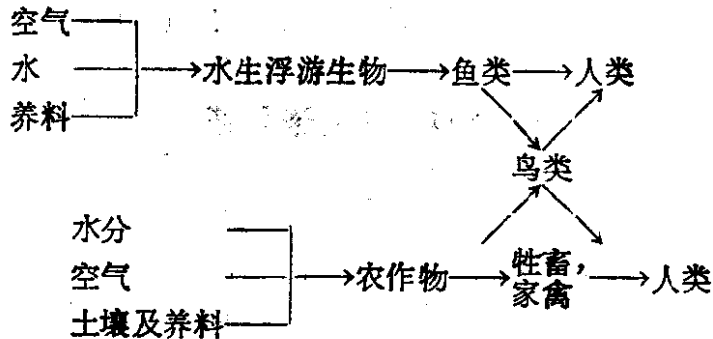 空气
水 水生浮游生物 鱼类 人类
养料
鸟类
水分
空气 农作物 牲畜，家禽 人类
土壤及养料